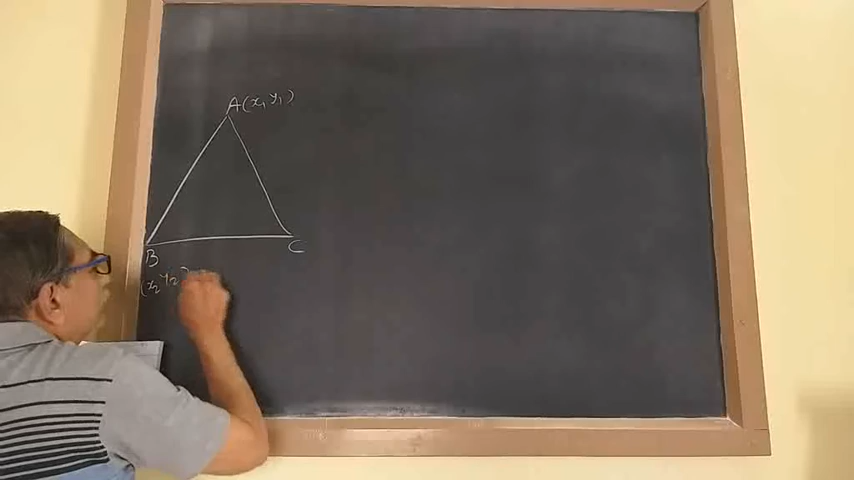 A(x₁ y₁)
B
C
(x₂ y₂)